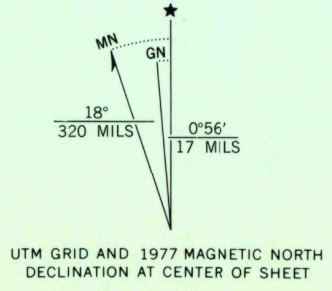 MN
GN
18°
320 MILS
0°56′
17 MILS
UTM GRID AND 1977 MAGNETIC NORTH
DECLINATION AT CENTER OF SHEET